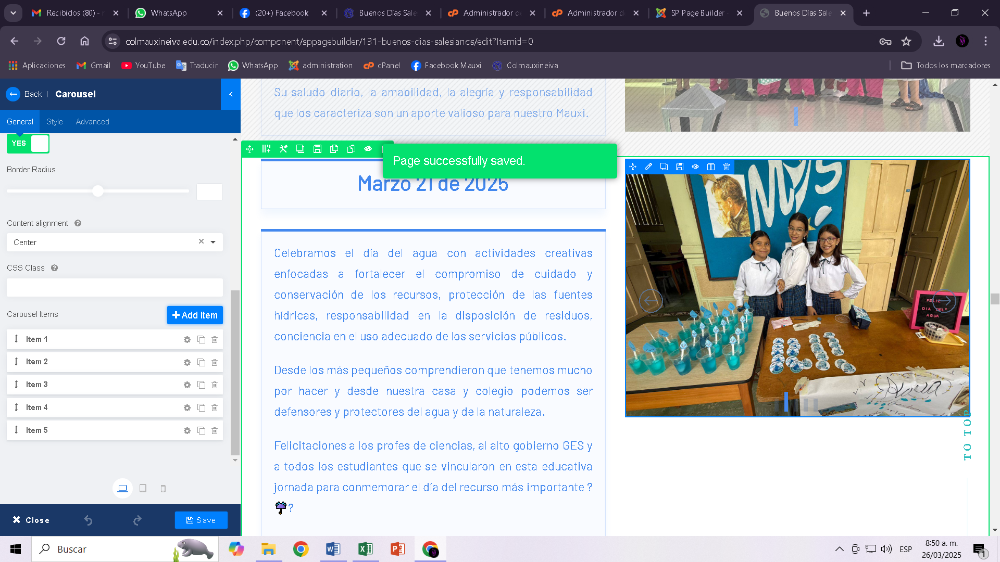 Recibidos (80) -
WhatsApp
(20+) Facebook
Buenos Días Sale
Administrador de
Administrador d
SP Page Builder -
Buenos Días Sale
colmauxineiva.edu.co/index.php/component/sppagebuilder/131-buenos-dias-salesianos/edit?Itemid=0
Aplicaciones
Gmail
YouTube
Traducir
WhatsApp
administration
cPanel
Facebook Mauxi
Colmauxineiva
Todos los marcadores
Back
Carousel
General
Style
Advanced
YES
Border Radius
Content alignment
Center
CSS Class
Carousel Items
Add Item
Item 1
Item 2
Item 3
Item 4
Item 5
Close
Save
Su saludo diario, la amabilidad, la alegría y responsabilidad
que los caracteriza son un aporte valioso para nuestro Mauxi.
Page successfully saved.
Marzo 21 de 2025
Celebramos el día del agua con actividades creativas
enfocadas a fortalecer el compromiso de cuidado y
conservación de los recursos, protección de las fuentes
hídricas, responsabilidad en la disposición de residuos,
conciencia en el uso adecuado de los servicios públicos.
Desde los más pequeños comprendieron que tenemos mucho
por hacer y desde nuestra casa y colegio podemos ser
defensores y protectores del agua y de la naturaleza.
Felicitaciones a los profes de ciencias, al alto gobierno GES y
a todos los estudiantes que se vincularon en esta educativa
jornada para conmemorar el día del recurso más importante ?
☔?
FELIZ
DIA DEL
AGUA
TO TOP
Buscar
ESP
8:50 a. m.
26/03/2025
1